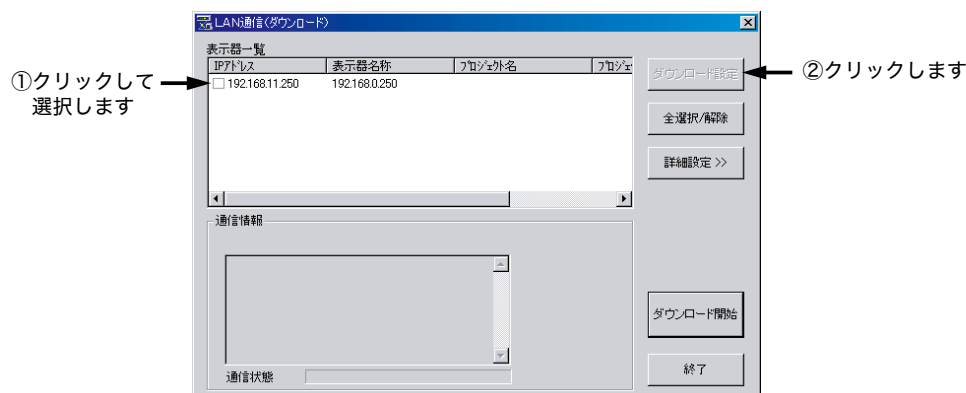 LAN通信(ダウンロード)
表示器一覧
IPアドレス 表示器名称 プロジェクト名 プロジェ
192.168.11.250 192.168.0.250
①クリックして
選択します
ダウンロード設定
②クリックします
全選択/解除
詳細設定 >>
通信情報
ダウンロード開始
通信状態
終了